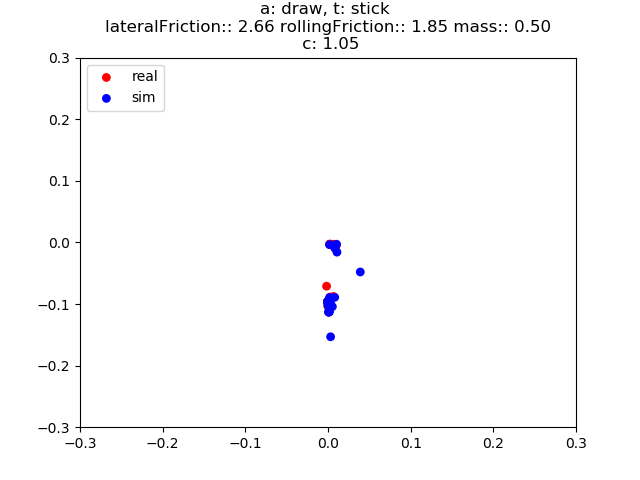 a: draw, t: stick
lateralFriction:: 2.66 rollingFriction:: 1.85 mass:: 0.50
c: 1.05
real
sim
0.3
0.2
0.1
0.0
−0.1
−0.2
−0.3
−0.3 −0.2 −0.1 0.0 0.1 0.2 0.3